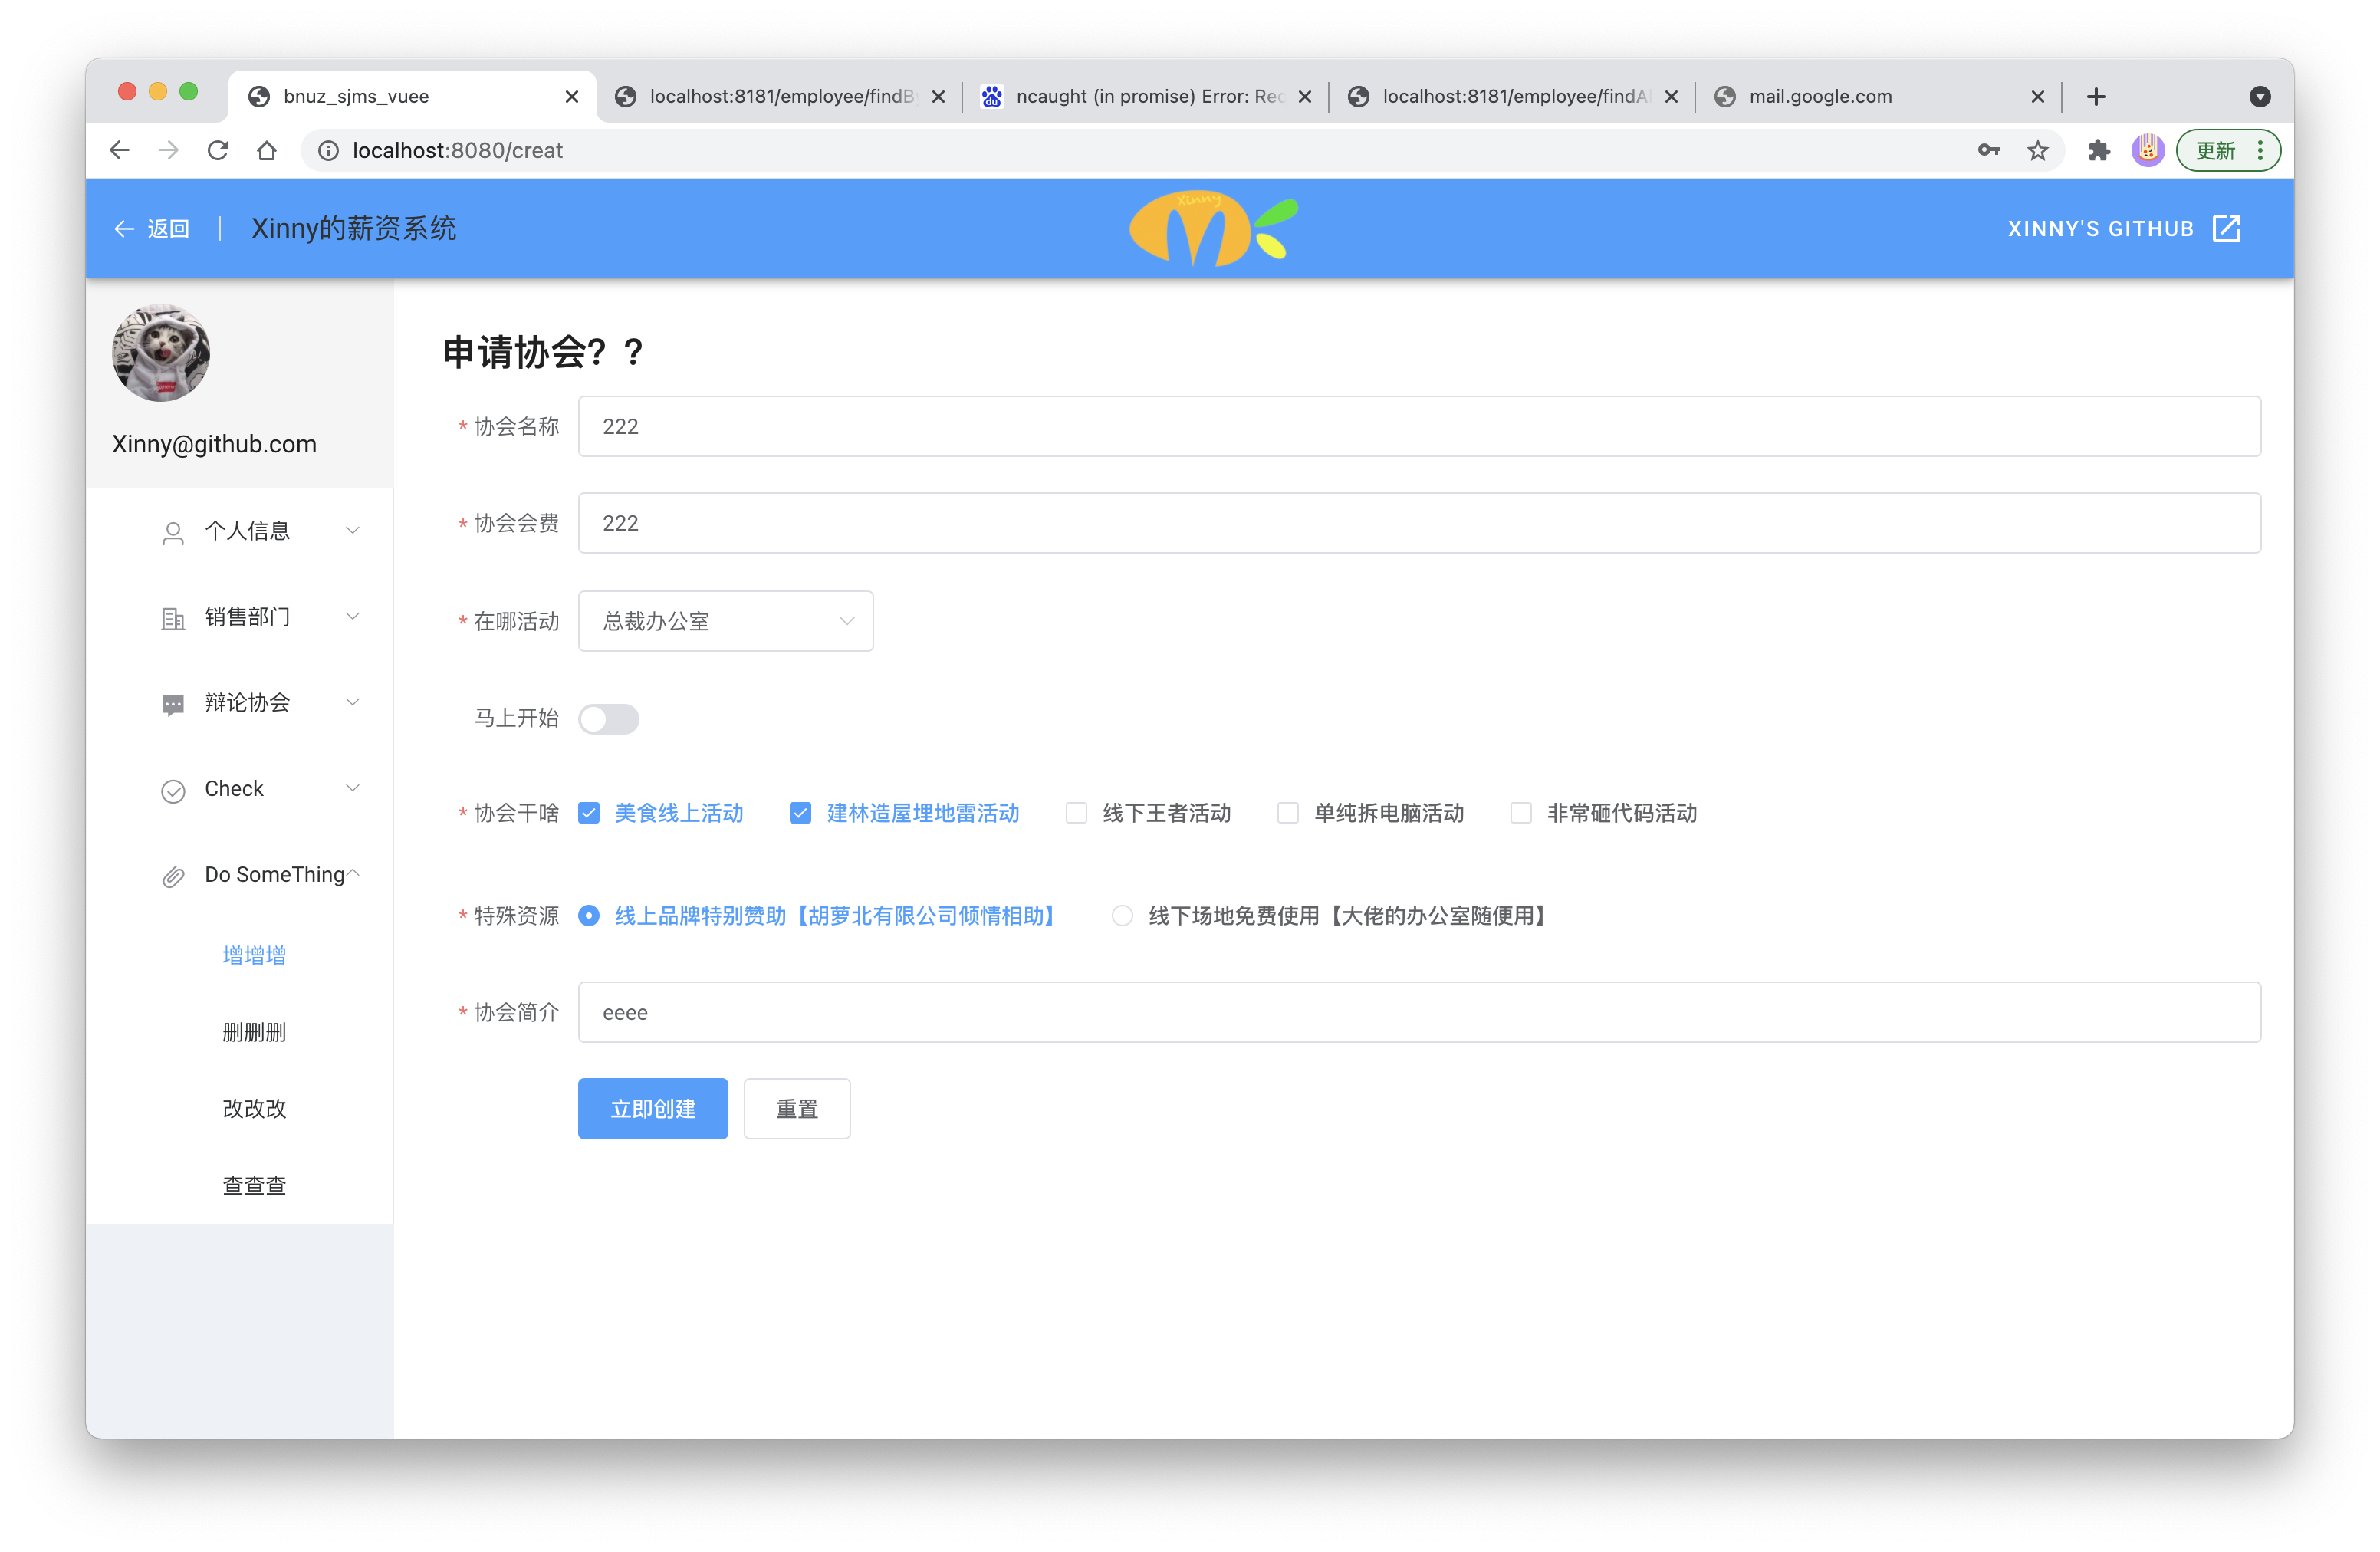 bnuz_sjms_vuee
localhost:8181/employee/findBy
ncaught (in promise) Error: Rec
localhost:8181/employee/findAl
mail.google.com
localhost:8080/creat
更新
返回
Xinny的薪资系统
xinny
XINNY'S GITHUB
Xinny@github.com
个人信息
销售部门
辩论协会
Check
Do SomeThing
增增增
删删删
改改改
查查查
申请协会？？
* 协会名称 222
* 协会会费 222
* 在哪活动 总裁办公室
马上开始
* 协会干啥 美食线上活动 建林造屋埋地雷活动 线下王者活动 单纯拆电脑活动 非常砸代码活动
* 特殊资源 线上品牌特别赞助【胡萝北有限公司倾情相助】 线下场地免费使用【大佬的办公室随便用】
* 协会简介 eeee
立即创建 重置